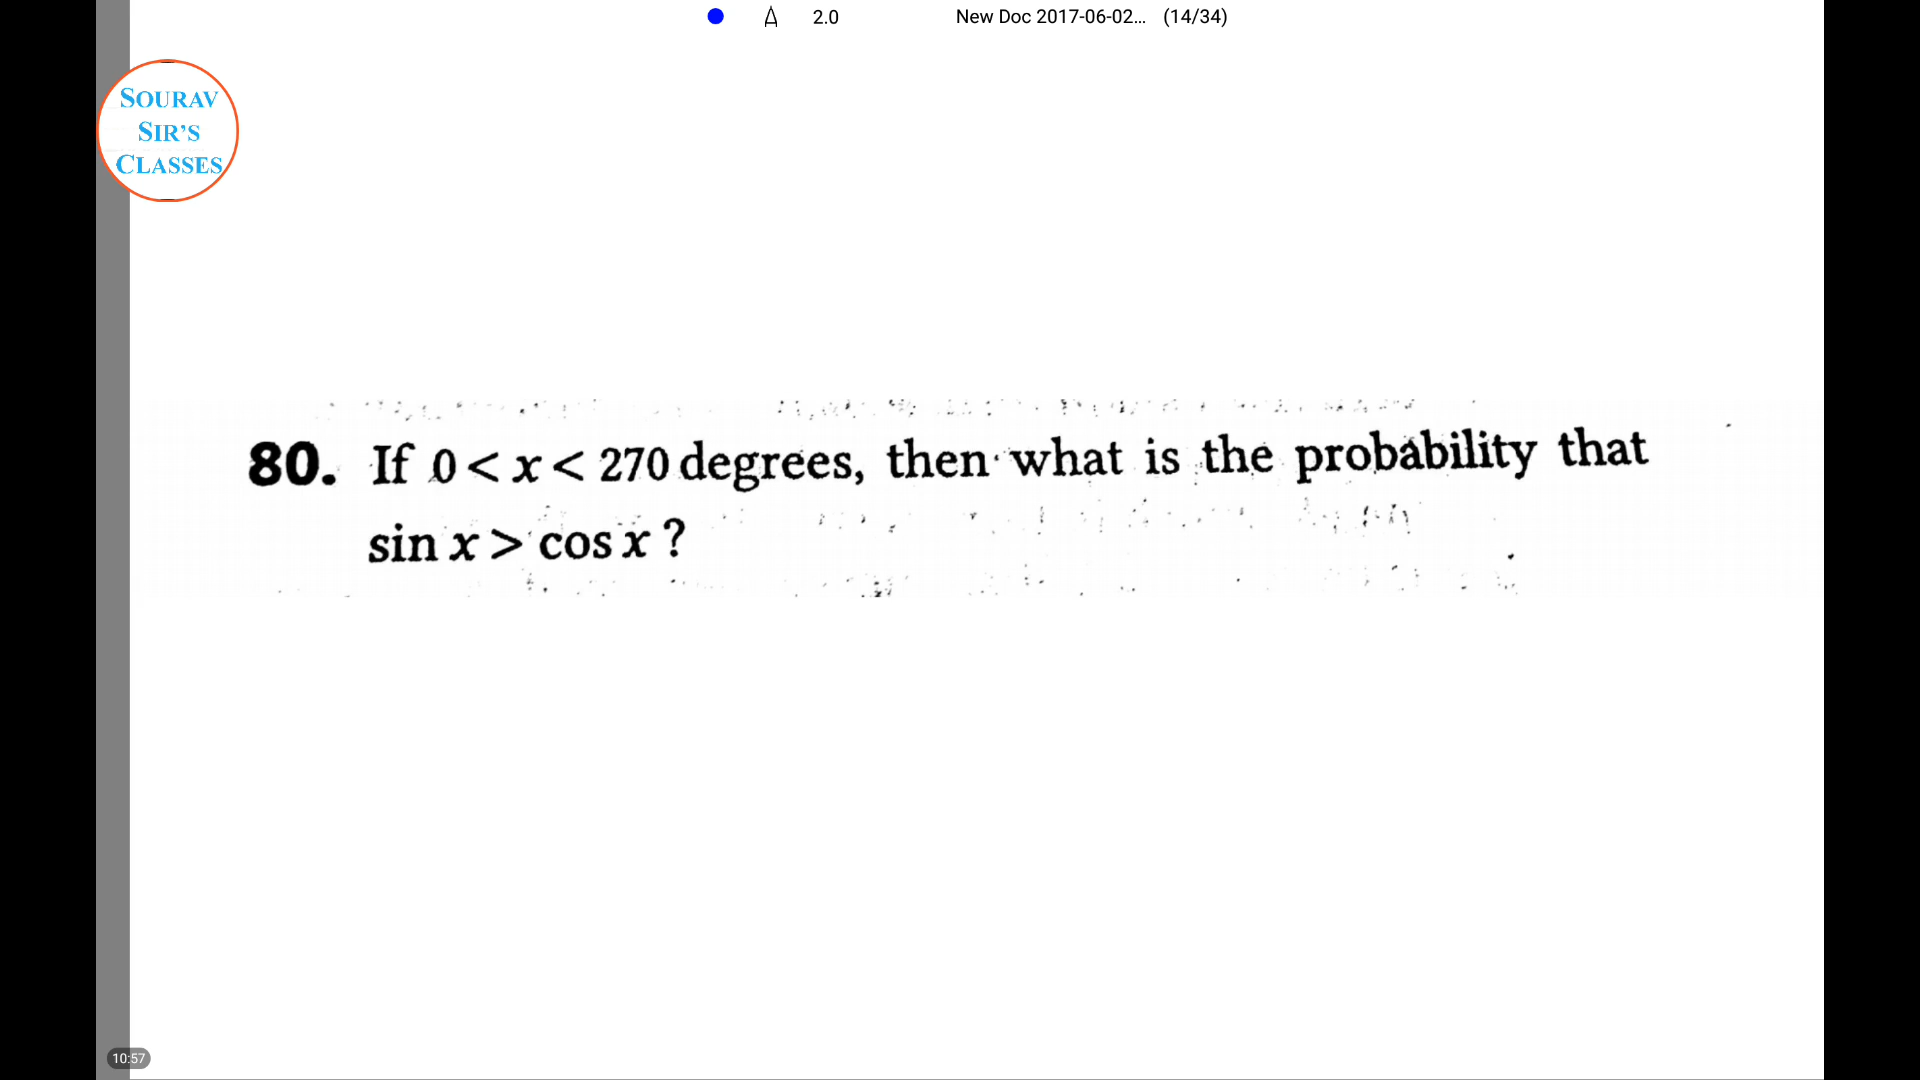 2.0 New Doc 2017-06-02... (14/34)
SOURAV
SIR'S
CLASSES
80. If 0 < x < 270 degrees, then what is the probability that
sin x > cos x ?
10:57